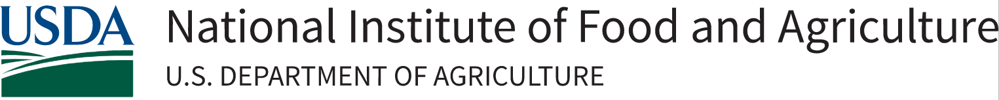 USDA
National Institute of Food and Agriculture
U.S. DEPARTMENT OF AGRICULTURE